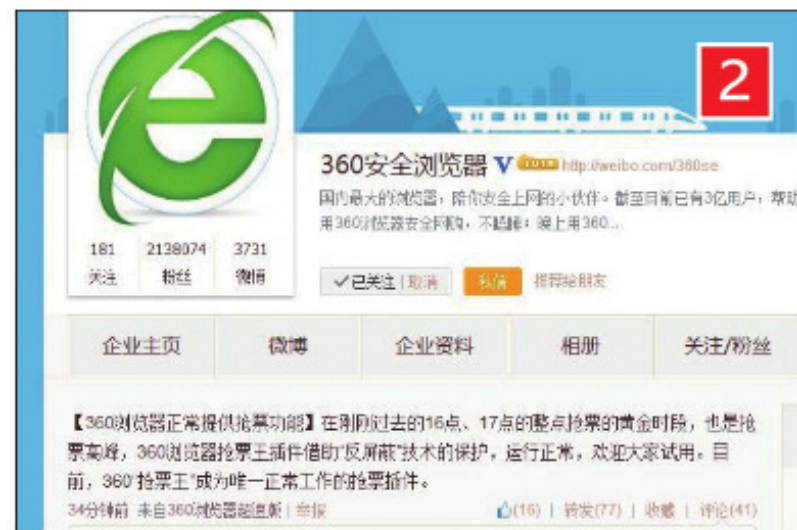 2
360安全浏览器 V
http://weibo.com/360se
国内最大的浏览器,陪你安全上网的小伙伴。截至目前已有3亿用户,帮助
用360浏览器安全网购,不瞌睡;晚上用360...
181 2138074 3731
关注 粉丝 微博
已关注 | 取消 私信 推荐给朋友
企业主页 微博 企业资料 相册 关注/粉丝
【360浏览器正常提供抢票功能】在刚刚过去的16点、17点的整点抢票的黄金时段,也是抢
票高峰,360浏览器抢票王插件借助"反屏蔽"技术的保护,运行正常,欢迎大家试用。目
前,360"抢票王"成为唯一正常工作的抢票插件。
34分钟前 来自360浏览器超速版 | 举报 (16) | 转发(77) | 收藏 | 评论(41)